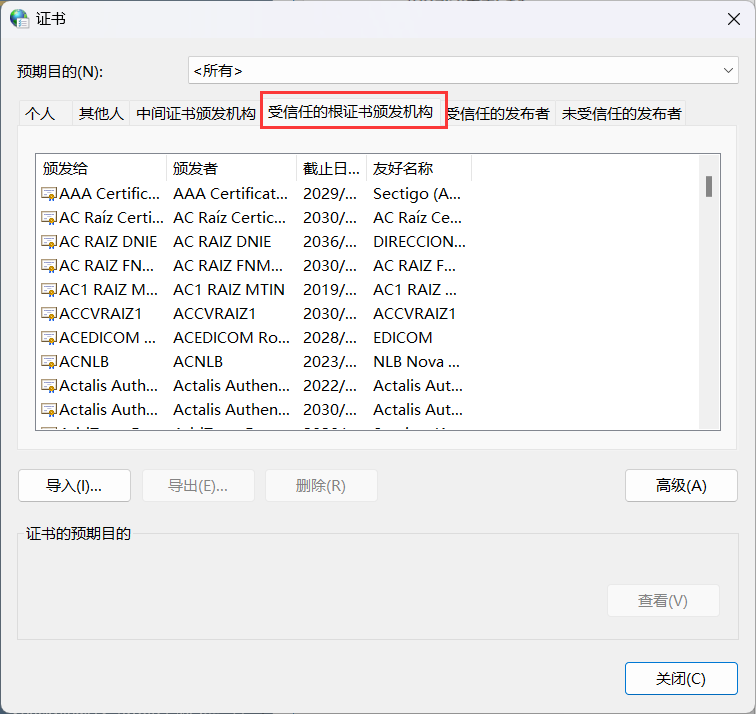 证书
预期目的(N):
<所有>
个人 其他人 中间证书颁发机构 受信任的根证书颁发机构 受信任的发布者 未受信任的发布者
颁发给 颁发者 截止日... 友好名称
AAA Certific... AAA Certificat... 2029/... Sectigo (A...
AC Raíz Certi... AC Raíz Certic... 2030/... AC Raíz Ce...
AC RAIZ DNIE AC RAIZ DNIE 2036/... DIRECCION...
AC RAIZ FN... AC RAIZ FNM... 2030/... AC RAIZ F...
AC1 RAIZ M... AC1 RAIZ MTIN 2019/... AC1 RAIZ ...
ACCVRAIZ1 ACCVRAIZ1 2030/... ACCVRAIZ1
ACEDICOM ... ACEDICOM Ro... 2028/... EDICOM
ACNLB ACNLB 2023/... NLB Nova ...
Actalis Auth... Actalis Authen... 2022/... Actalis Aut...
Actalis Auth... Actalis Authen... 2030/... Actalis Aut...
导入(I)... 导出(E)... 删除(R) 高级(A)
证书的预期目的
查看(V)
关闭(C)